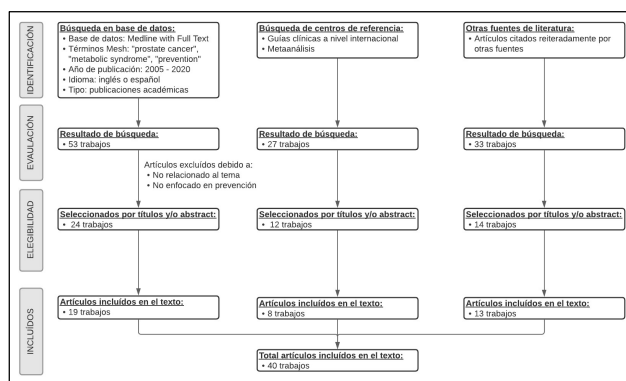 IDENTIFICACIÓN
Búsqueda en base de datos:
• Base de datos: Medline with Full Text
• Términos Mesh: "prostate cancer",
"metabolic syndrome", "prevention"
• Año de publicación: 2005 - 2020
• Idioma: inglés or español
• Tipo: publicaciones académicas
Búsqueda de centros de referencia:
• Guías clínicas a nivel internacional
• Metaanálisis
Otras fuentes de literatura:
• Artículos citados reiteradamente por
otras fuentes
EVAULACIÓN
Resultado de búsqueda:
• 53 trabajos
Resultado de búsqueda:
• 27 trabajos
Resultado de búsqueda:
• 33 trabajos
Artículos excluídos debido a:
• No relacionado al tema
• No enfocado en prevención
ELEGIBILIDAD
Seleccionados por títulos y/o abstract:
• 24 trabajos
Seleccionados por títulos y/o abstract:
• 12 trabajos
Seleccionados por títulos y/o abstract:
• 14 trabajos
INCLUÍDOS
Artículos incluidos en el texto:
• 19 trabajos
Artículos incluidos en el texto:
• 8 trabajos
Artículos incluidos en el texto:
• 13 trabajos
Total artículos incluidos en el texto:
• 40 trabajos